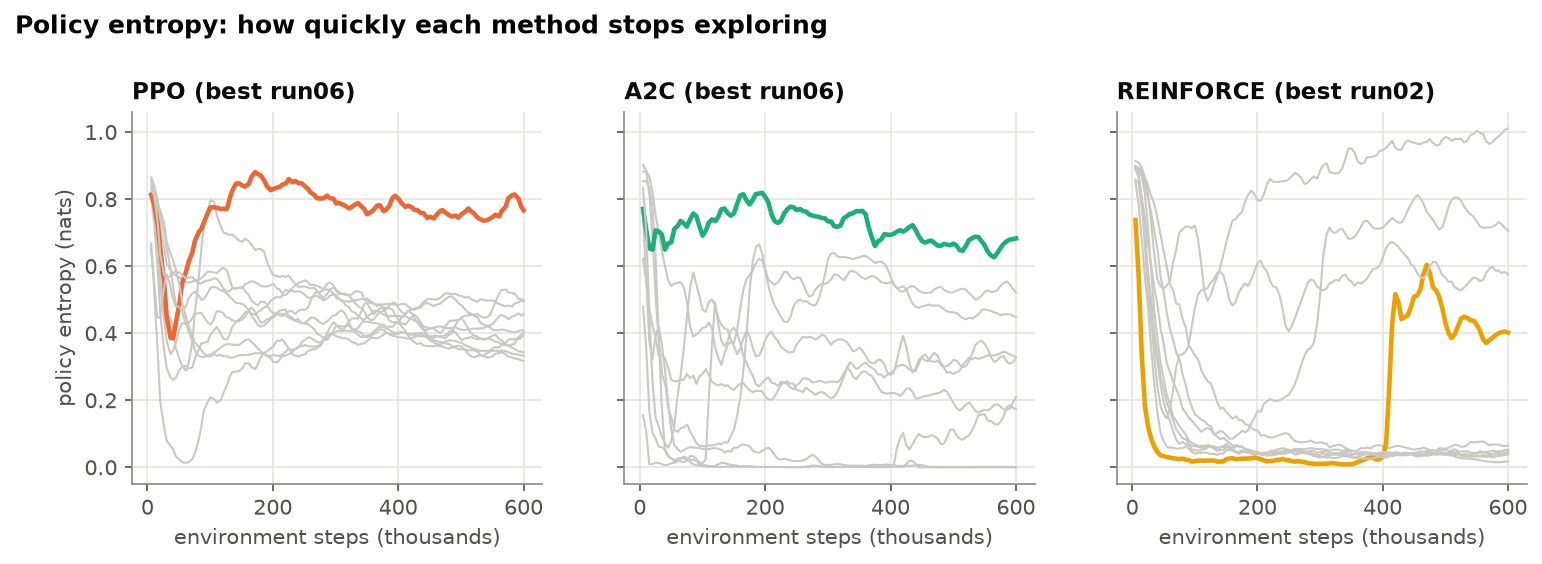 Policy entropy: how quickly each method stops exploring
PPO (best run06)
A2C (best run06)
REINFORCE (best run02)
policy entropy (nats)
1.0
0.8
0.6
0.4
0.2
0.0
0 200 400 600
0 200 400 600
0 200 400 600
environment steps (thousands)
environment steps (thousands)
environment steps (thousands)